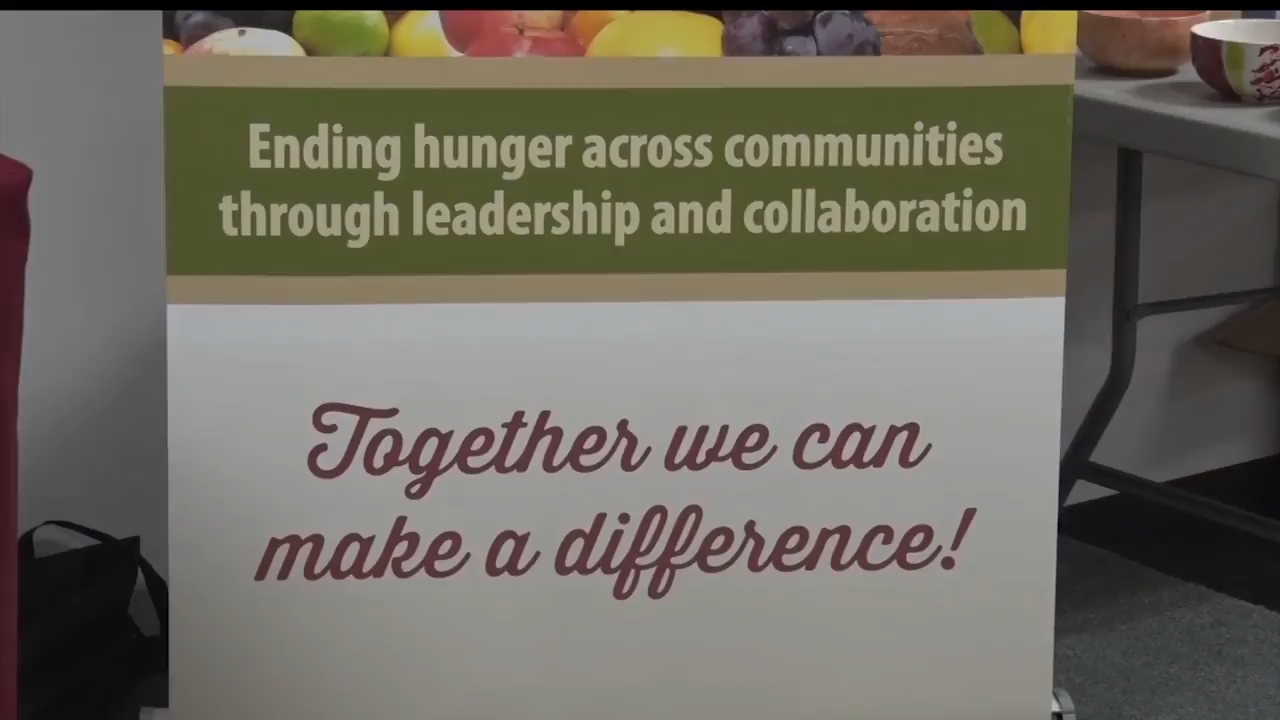 Ending hunger across communities
through leadership and collaboration
Together we can
make a difference!